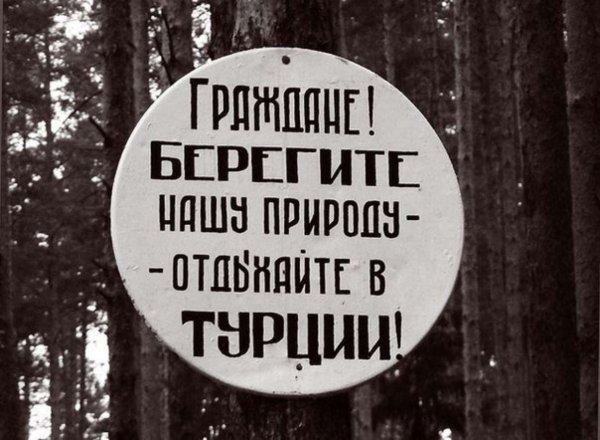 ГРАЖДАНЕ!
БЕРЕГИТЕ
НАШУ ПРИРОДУ-
-ОТДЫХАЙТЕ В
ТУРЦИИ!